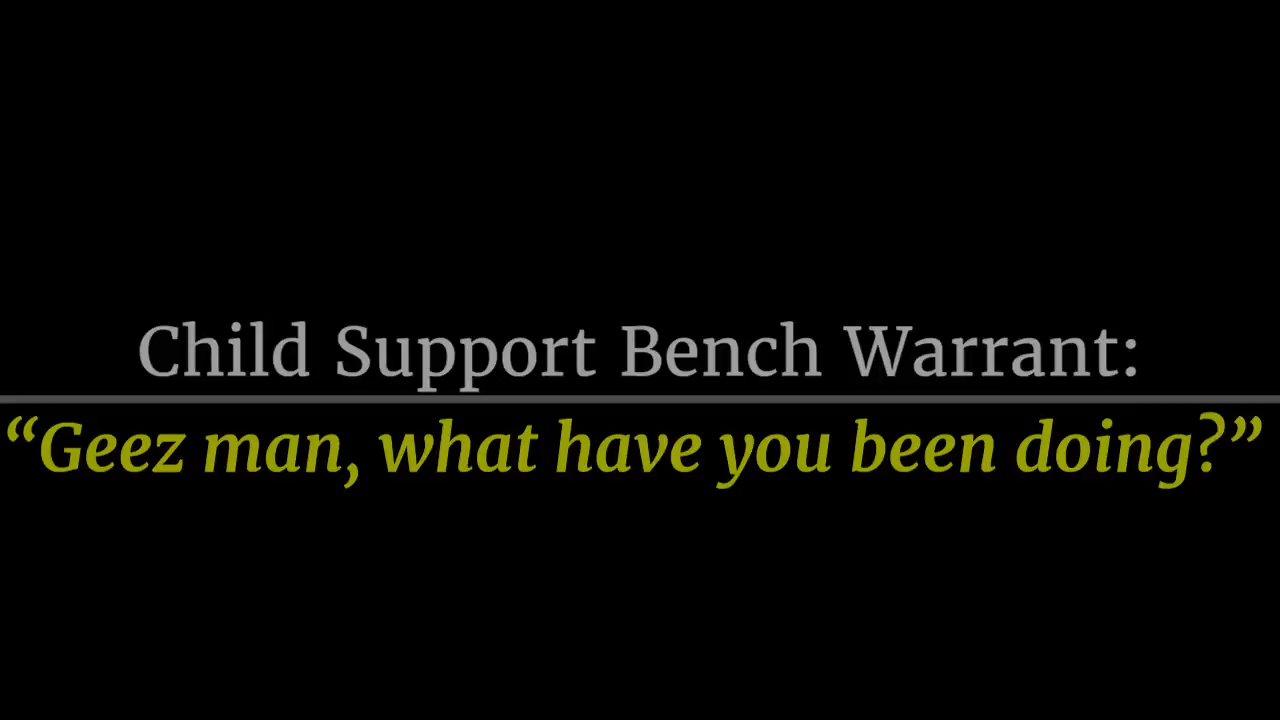 Child Support Bench Warrant:
“Geez man, what have you been doing?”